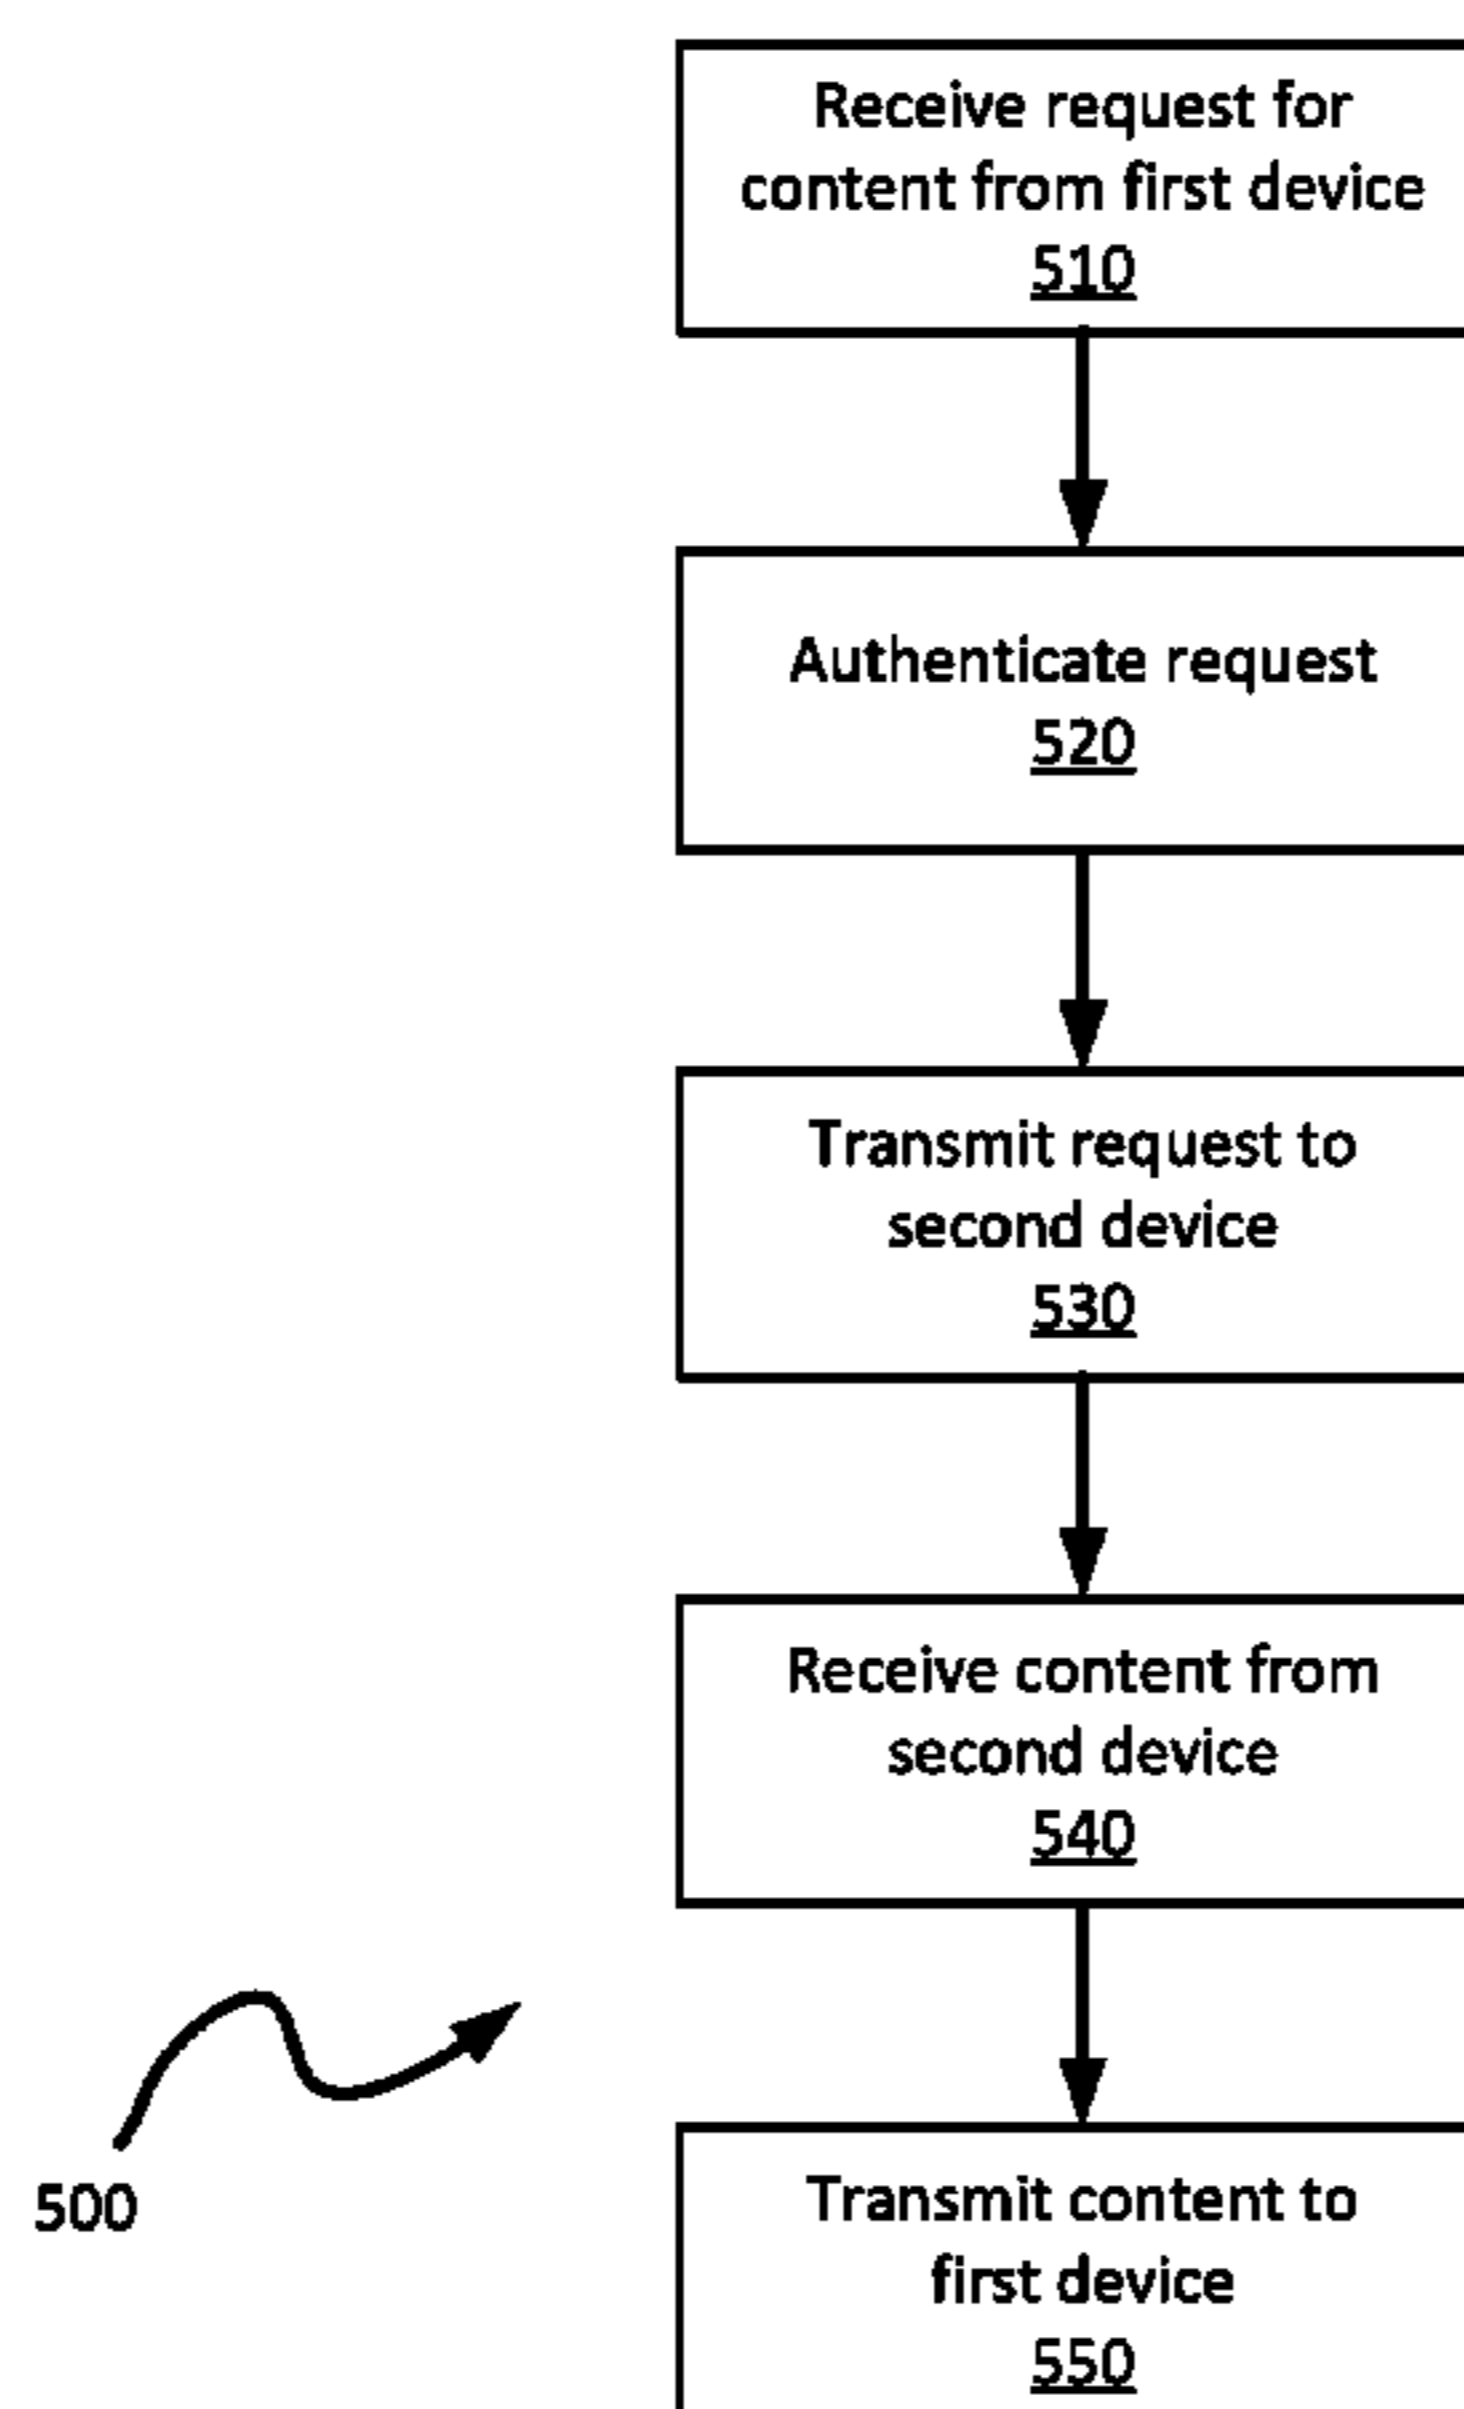 Receive request for
content from first device
510
Authenticate request
520
Transmit request to
second device
530
Receive content from
second device
540
Transmit content to
first device
550
500